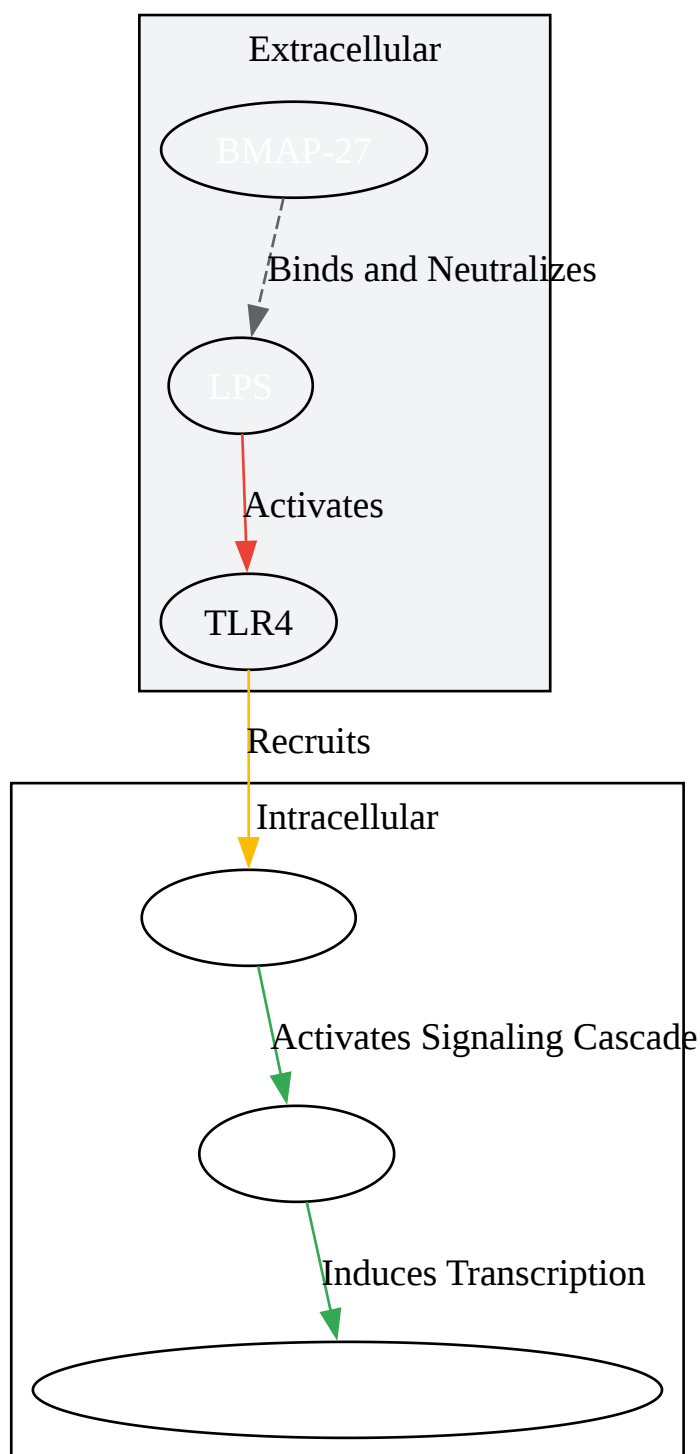 Extracellular
BMAP-27
Binds and Neutralizes
LPS
Activates
TLR4
Recruits
Intracellular
Activates Signaling Cascade
Induces Transcription